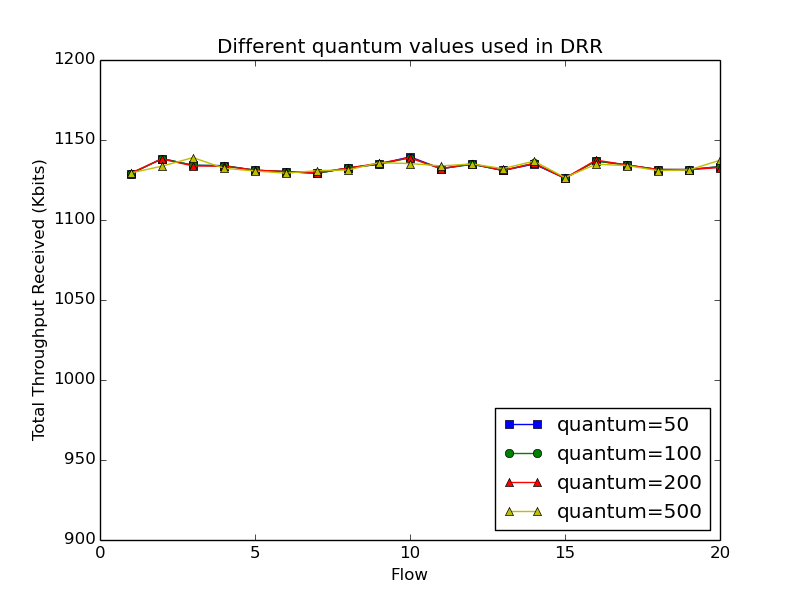 Different quantum values used in DRR
1200
1150
1100
1050
1000
950
900
Total Throughput Received (Kbits)
quantum=50
quantum=100
quantum=200
quantum=500
0 5 10 15 20
Flow